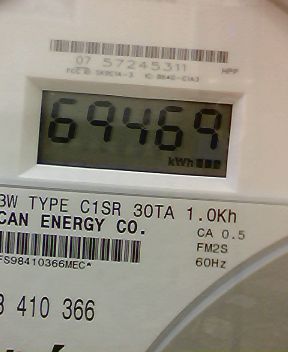 07 57245311
HPP
69469
kWh
3W TYPE C1SR 30TA 1.0Kh
CAN ENERGY CO.
CA 0.5
FM2S
60Hz
FS98410366MEC*
410 366